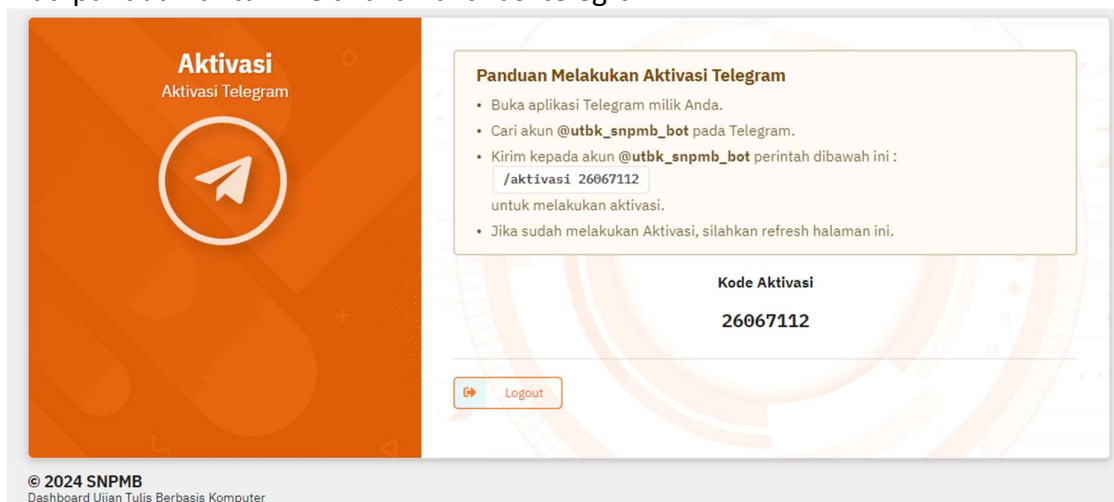 Aktivasi
Aktivasi Telegram
Panduan Melakukan Aktivasi Telegram
• Buka aplikasi Telegram milik Anda.
• Cari akun @utbk_snpmb_bot pada Telegram.
• Kirim kepada akun @utbk_snpmb_bot perintah dibawah ini :
/aktivasi 26067112
untuk melakukan aktivasi.
• Jika sudah melakukan Aktivasi, silahkan refresh halaman ini.
Kode Aktivasi
26067112
Logout
© 2024 SNPMB
Dashboard Ujian Tulis Berbasis Komputer